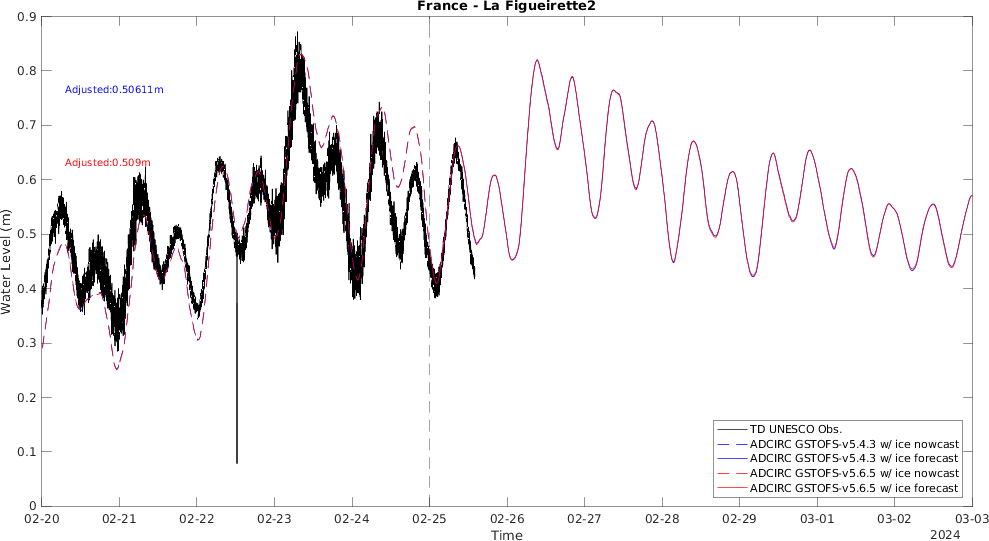 France - La Figueirette2
0.9
0.8
0.7
0.6
0.5
0.4
0.3
0.2
0.1
0
Water Level (m)
Adjusted:0.50611m
Adjusted:0.509m
TD UNESCO Obs.
ADCIRC GSTOFS-v5.4.3 w/ ice nowcast
ADCIRC GSTOFS-v5.4.3 w/ ice forecast
ADCIRC GSTOFS-v5.6.5 w/ ice nowcast
ADCIRC GSTOFS-v5.6.5 w/ ice forecast
02-20 02-21 02-22 02-23 02-24 02-25 02-26 02-27 02-28 02-29 03-01 03-02 03-03
Time
2024